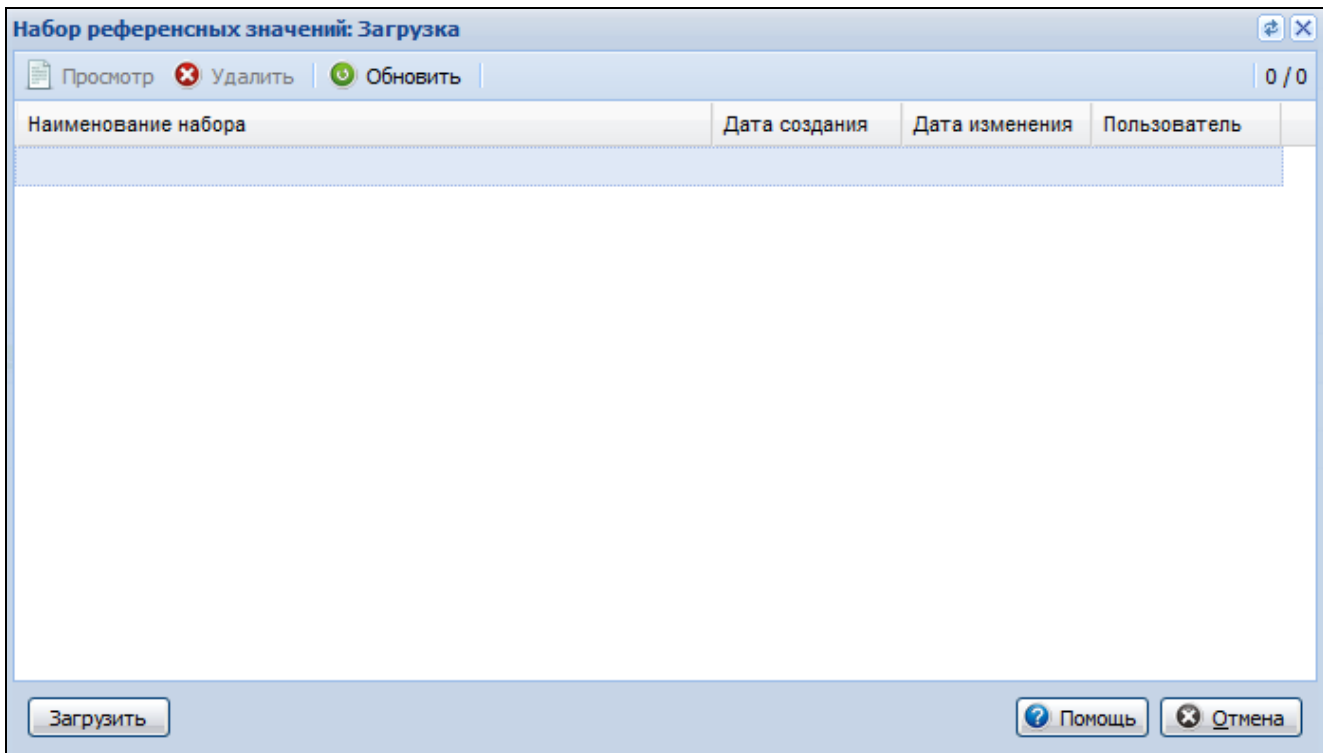 Набор референсных значений: Загрузка
Просмотр Удалить Обновить 0 / 0
Наименование набора Дата создания Дата изменения Пользователь
Загрузить Помощь Отмена